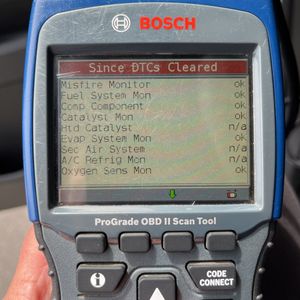 BOSCH
Since DTCs Cleared
Misfire Monitor ok
Fuel System Mon ok
Comp Component ok
Catalyst Mon ok
Htd Catalyst n/a
Evap System Mon ok
Sec Air System n/a
A/C Refrig Mon n/a
Oxygen Sens Mon ok
ProGrade OBD II Scan Tool
i
CODE
CONNECT